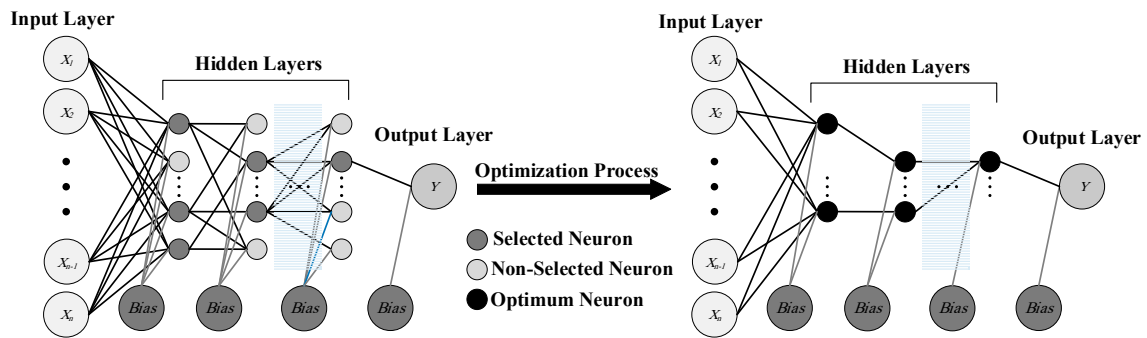 Input Layer
X1
X2
Xn-1
Xn
Hidden Layers
Output Layer
Y
Bias
Bias
Bias
Bias
Optimization Process
Selected Neuron
Non-Selected Neuron
Optimum Neuron
Input Layer
X1
X2
Xn-1
Xn
Hidden Layers
Output Layer
Y
Bias
Bias
Bias
Bias